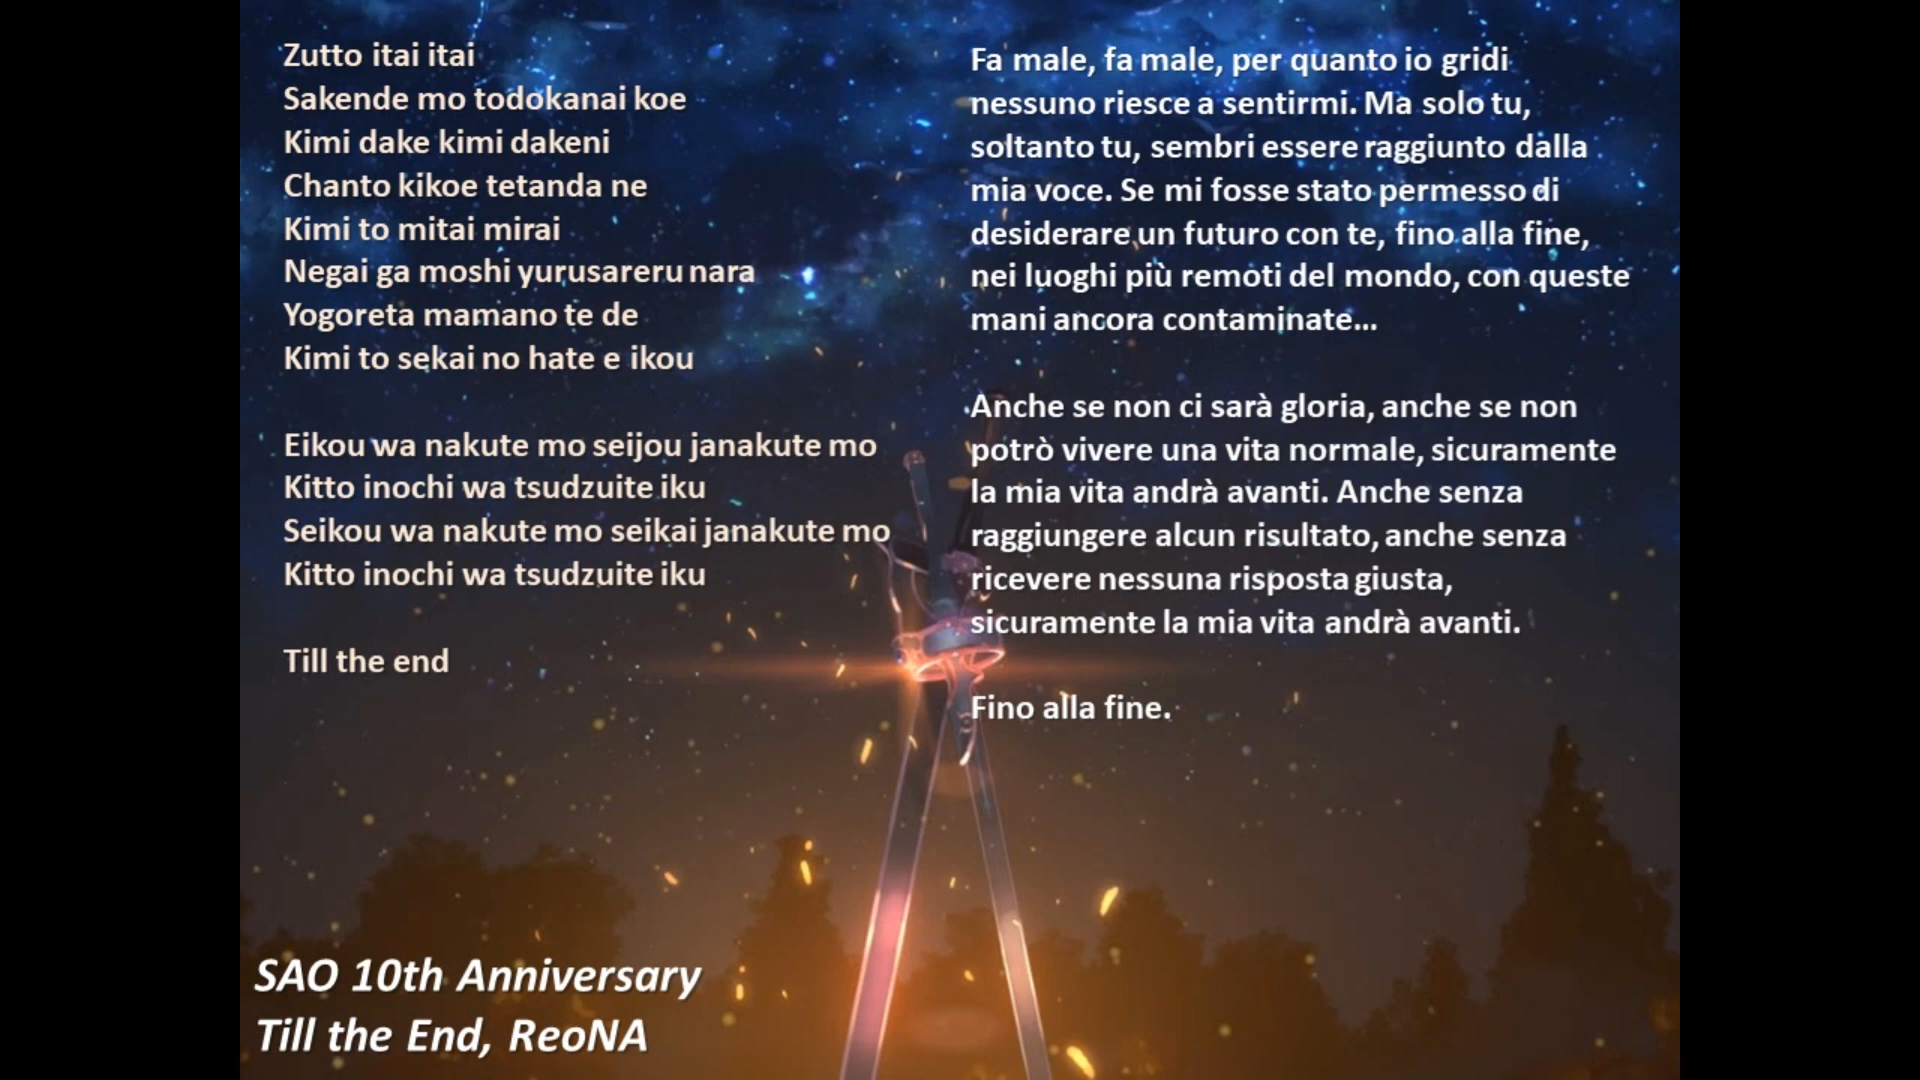 Zutto itai itai
Sakende mo todokanai koe
Kimi dake kimi dakeni
Chanto kikoe tetanda ne
Kimi to mitai mirai
Negai ga moshi yurusareru nara
Yogoreta mamano te de
Kimi to sekai no hate e ikou
Eikou wa nakute mo seijou janakute mo
Kitto inochi wa tsudzuite iku
Seikou wa nakute mo seikai janakute mo
Kitto inochi wa tsudzuite iku
Till the end
Fa male, fa male, per quanto io gridi
nessuno riesce a sentirmi. Ma solo tu,
soltanto tu, sembri essere raggiunto dalla
mia voce. Se mi fosse stato permesso di
desiderare un futuro con te, fino alla fine,
nei luoghi più remoti del mondo, con queste
mani ancora contaminate...
Anche se non ci sarà gloria, anche se non
potrò vivere una vita normale, sicuramente
la mia vita andrà avanti. Anche senza
raggiungere alcun risultato, anche senza
ricevere nessuna risposta giusta,
sicuramente la mia vita andrà avanti.
Fino alla fine.
SAO 10th Anniversary
Till the End, ReoNA